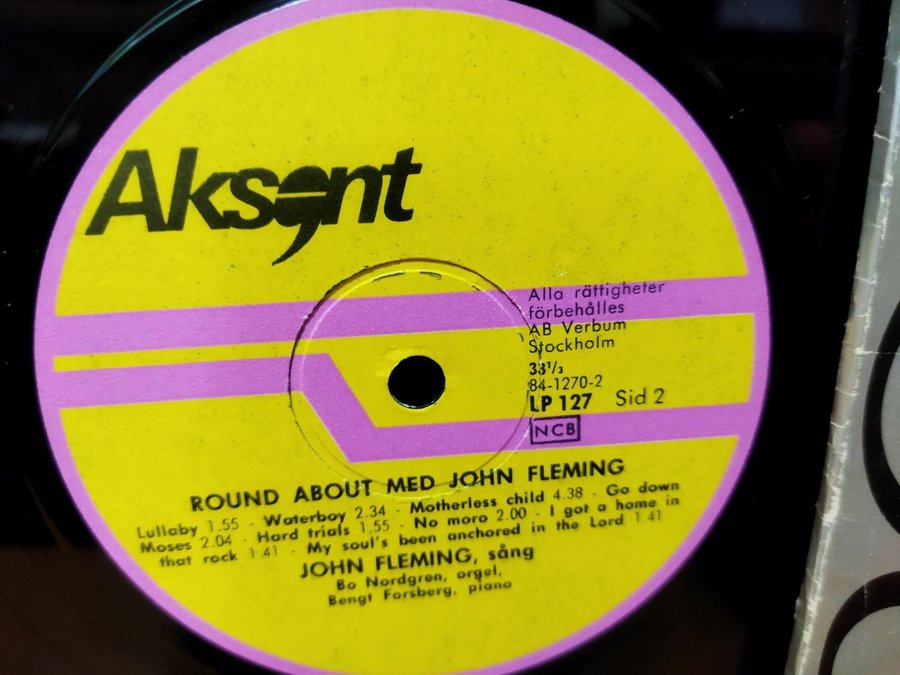 Aksent
Alla rättigheter
förbehålles
AB Verbum
Stockholm
33⅓
84-1270-2
LP 127 Sid 2
NCB
ROUND ABOUT MED JOHN FLEMING
Lullaby 1.55 - Waterboy 2.34 - Motherless child 4.38 - Go down
Moses 2.04 - Hard trials 1.55 - No moro 2.00 - I got a home in
that rock 1.41 - My soul's been anchored in the Lord 1.41
JOHN FLEMING, sång
Bo Nordgren, orgel,
Bengt Forsberg, piano